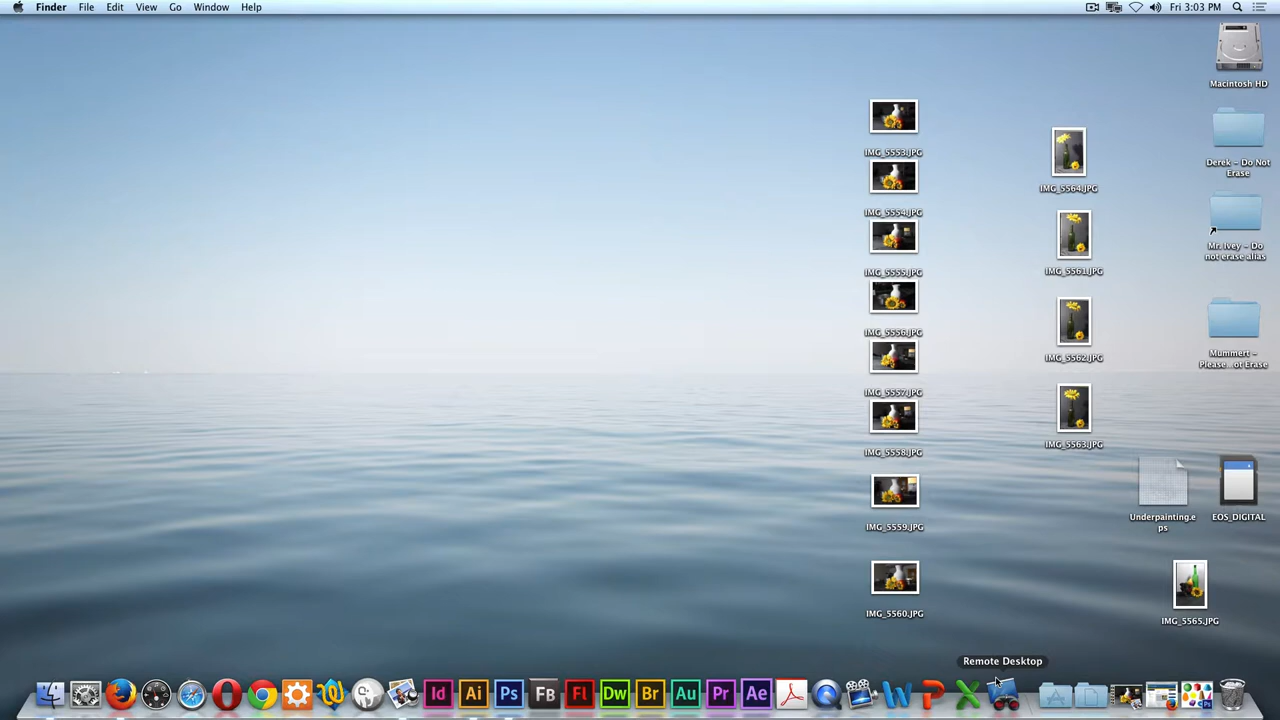 Finder File Edit View Go Window Help
Fri 3:03 PM
Macintosh HD
Derek - Do Not
Erase
Mr. Ivey - Do
not erase alias
Mummert -
Please...ot Erase
IMG_5553.JPG
IMG_5554.JPG
IMG_5555.JPG
IMG_5556.JPG
IMG_5557.JPG
IMG_5558.JPG
IMG_5559.JPG
IMG_5560.JPG
IMG_5564.JPG
IMG_5561.JPG
IMG_5562.JPG
IMG_5563.JPG
Underpainting.e
ps
EOS_DIGITAL
IMG_5565.JPG
Remote Desktop
Id Ai Ps FB Fl Dw Br Au Pr Ae